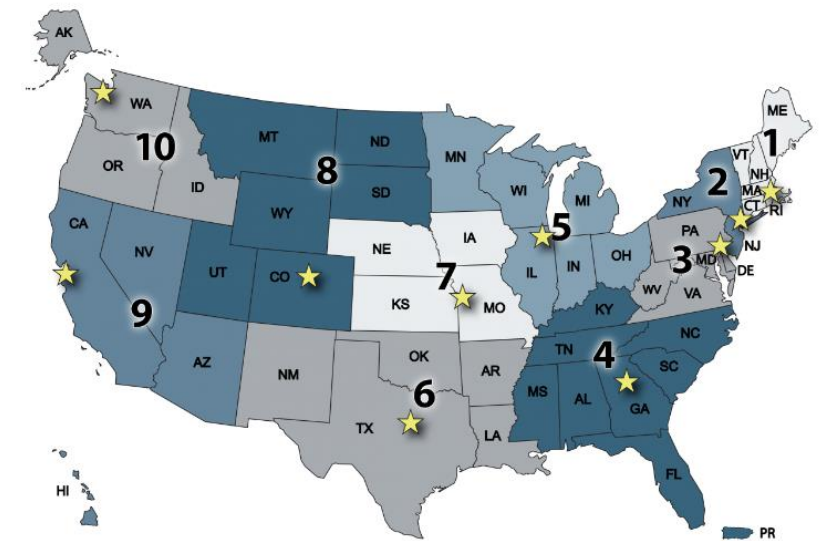 AK
WA
10
OR
ID
MT
ND
8
SD
WY
MN
WI
MI
ME
1
VT
NH
MA
CT
RI
2
NY
5
CA
NV
UT
CO
NE
IA
7
KS
MO
IL
IN
OH
PA
3
MD
NJ
DE
WV
VA
KY
9
AZ
NM
OK
6
TX
AR
LA
TN
4
NC
SC
MS
AL
GA
FL
HI
PR